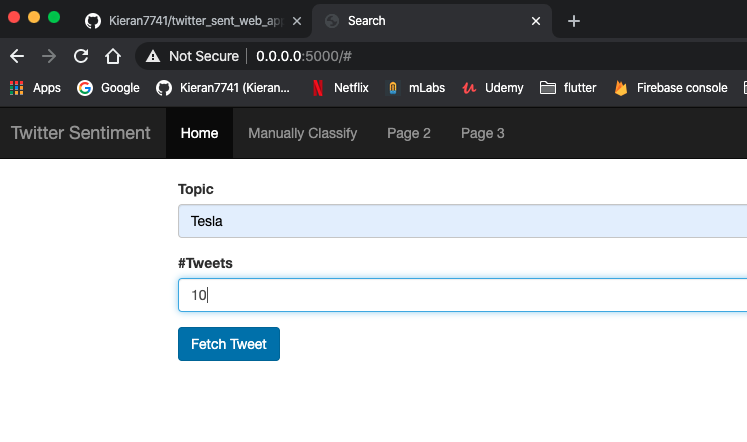 Kieran7741/twitter_sent_web_ap
Search
Not Secure 0.0.0.0:5000/#
Apps Google Kieran7741 (Kieran... Netflix mLabs Udemy flutter Firebase console
Twitter Sentiment Home Manually Classify Page 2 Page 3
Topic
Tesla
#Tweets
10
Fetch Tweet